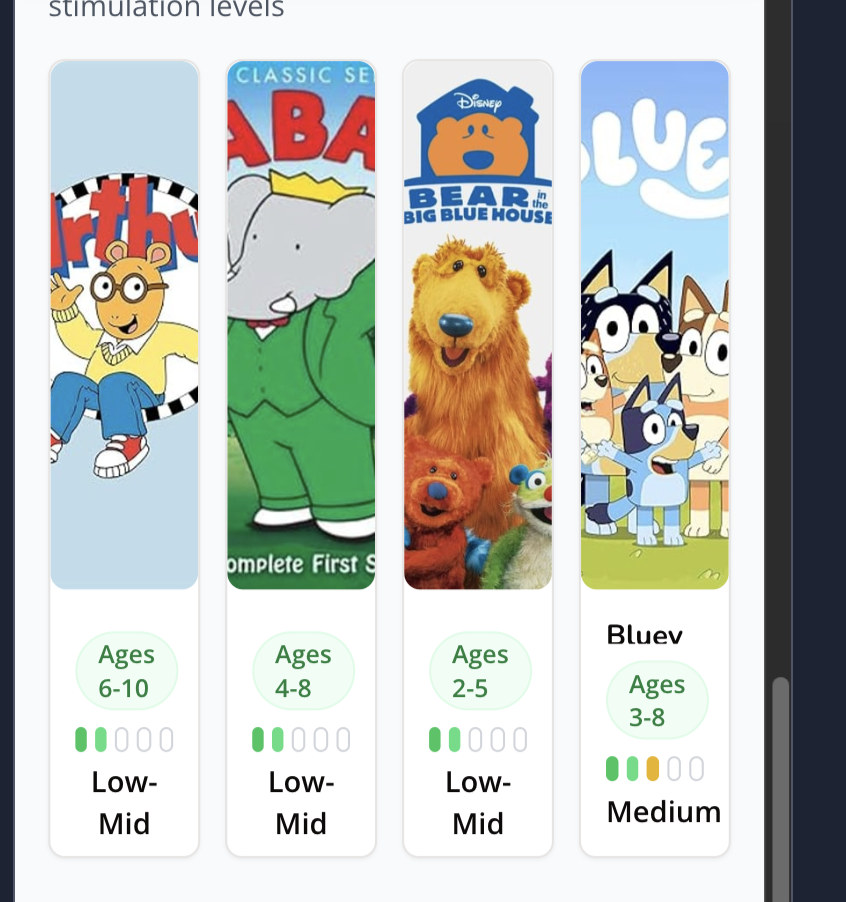 stimulation levels
Arthu
CLASSIC SE
ABA
omplete First S
Disney
BEAR in the
BIG BLUE HOUSE
LUE
Ages
6-10
Low-
Mid
Ages
4-8
Low-
Mid
Ages
2-5
Low-
Mid
Bluey
Ages
3-8
Medium